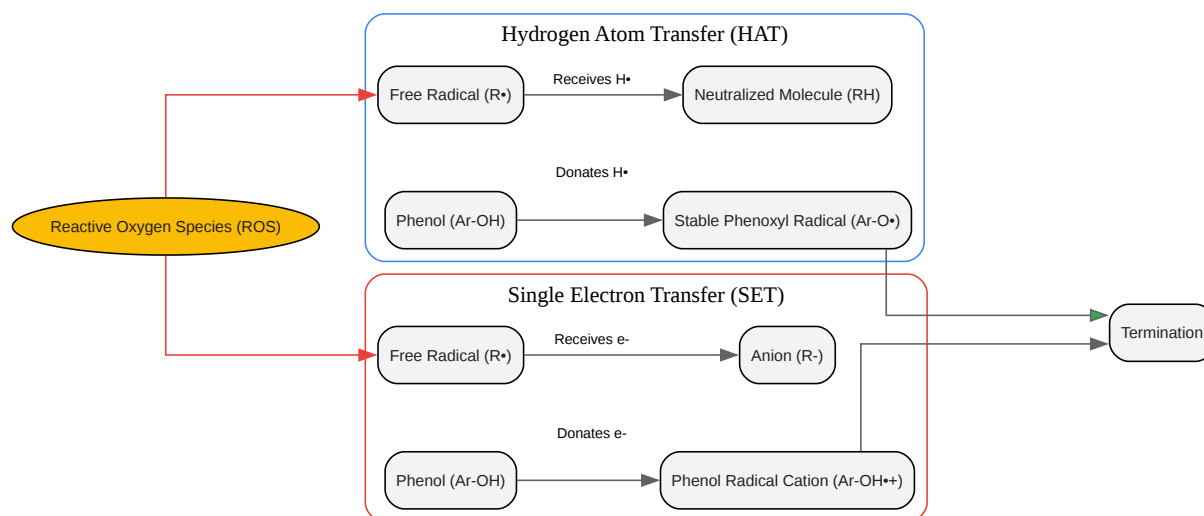 Hydrogen Atom Transfer (HAT)
Free Radical (R•)
Receives H•
Neutralized Molecule (RH)
Donates H•
Phenol (Ar-OH)
Stable Phenoxyl Radical (Ar-O•)
Reactive Oxygen Species (ROS)
Single Electron Transfer (SET)
Free Radical (R•)
Receives e-
Anion (R-)
Termination
Donates e-
Phenol (Ar-OH)
Phenol Radical Cation (Ar-OH•+)